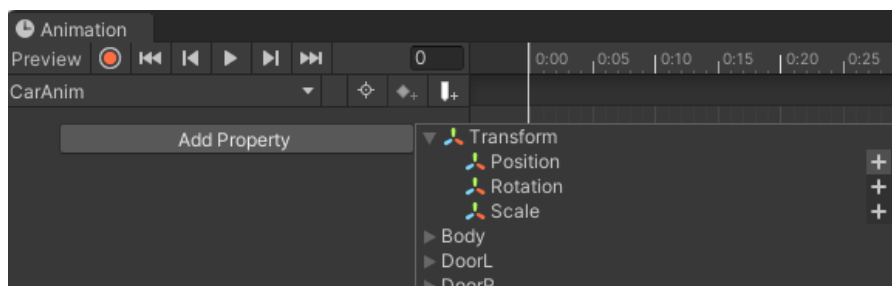 Animation
Preview 0 0:00 0:05 0:10 0:15 0:20 0:25
CarAnim
Add Property
Transform
Position
Rotation
Scale
Body
DoorL
DoorR